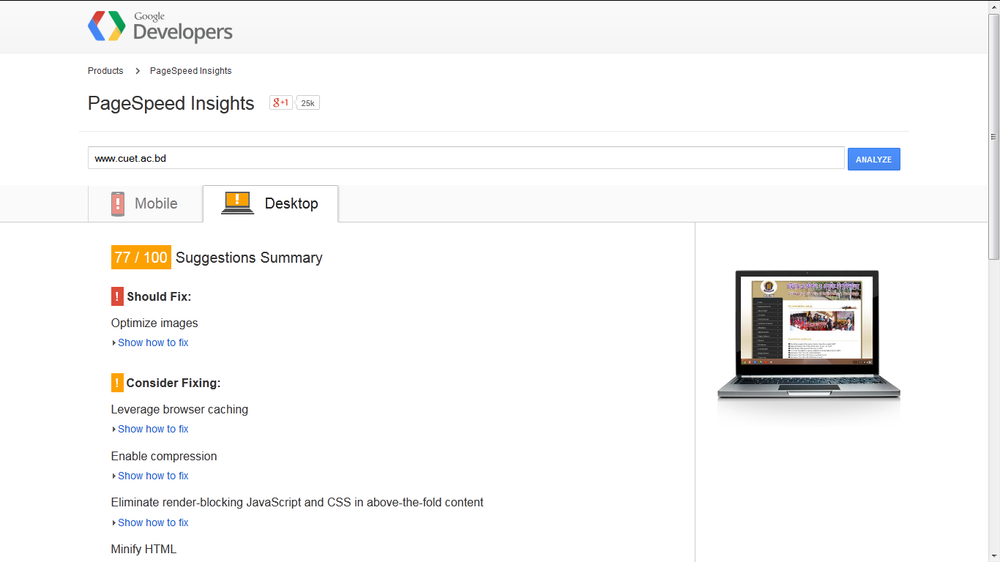 Google
Developers
Products
PageSpeed Insights
PageSpeed Insights
g+1
25k
www.cuet.ac.bd
ANALYZE
Mobile
Desktop
77 / 100 Suggestions Summary
! Should Fix:
Optimize images
Show how to fix
! Consider Fixing:
Leverage browser caching
Show how to fix
Enable compression
Show how to fix
Eliminate render-blocking JavaScript and CSS in above-the-fold content
Show how to fix
Minify HTML